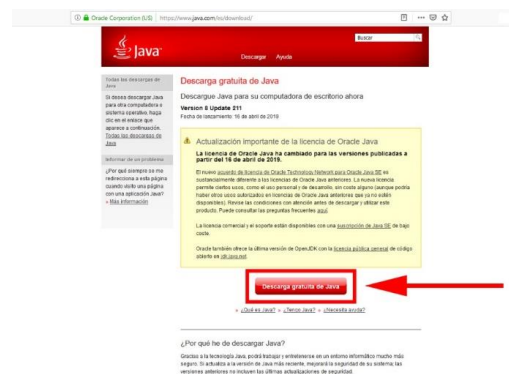 Oracle Corporation (US)
https://www.java.com/es/download/
Buscar
Java
Descargar Ayuda
Todas las descargas de
Java
Si desea descargar Java
para otra computadora o
sistema operativo, haga
clic en el enlace que
aparece a continuación.
Todas las descargas de
Java
Informar de un problema
¿Por qué siempre se me
redirecciona a esta página
cuando visito una página
con una aplicación Java?
» Más información
Descarga gratuita de Java
Descargue Java para su computadora de escritorio ahora
Version 8 Update 211
Fecha de lanzamiento: 16 de abril de 2019
Actualización importante de la licencia de Oracle Java
La licencia de Oracle Java ha cambiado para las versiones publicadas a
partir del 16 de abril de 2019.
El nuevo acuerdo de licencia de Oracle Technology Network para Oracle Java SE es
sustancialmente diferente a las licencias de Oracle Java anteriores. La nueva licencia
permite ciertos usos, como el uso personal y de desarrollo, sin costo alguno (aunque podría
haber otros usos autorizados en licencias de Oracle Java anteriores que ya no estén
disponibles). Revise las condiciones con atención antes de descargar y utilizar este
producto. Puede consultar las preguntas frecuentes aquí.
La licencia comercial y el soporte están disponibles con una suscripción de Java SE de bajo
coste.
Oracle también ofrece la última versión de OpenJDK con la licencia pública general de código
abierto en jdk.java.net.
Descarga gratuita de Java
» ¿Qué es Java? » ¿Tengo Java? » ¿Necesita ayuda?
¿Por qué he de descargar Java?
Gracias a la tecnología Java, podrá trabajar y entretenerse en un entorno informático mucho más
seguro. Si actualiza a la versión de Java más reciente, mejorará la seguridad de su sistema; las
versiones anteriores no incluyen las últimas actualizaciones de seguridad.